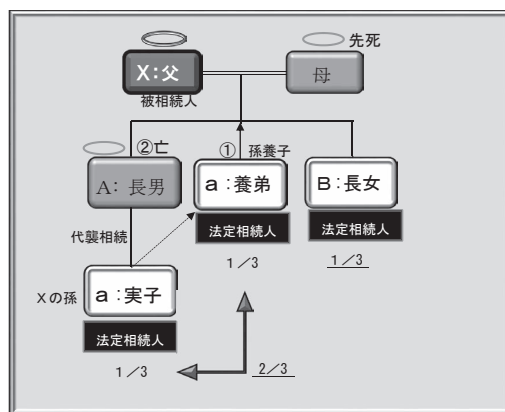 先死
X:父
母
被相続人
②亡
① 孫養子
A: 長男
a:養弟
B:長女
代襲相続
法定相続人
法定相続人
1/3
1/3
Xの孫
a:実子
法定相続人
1/3
2/3